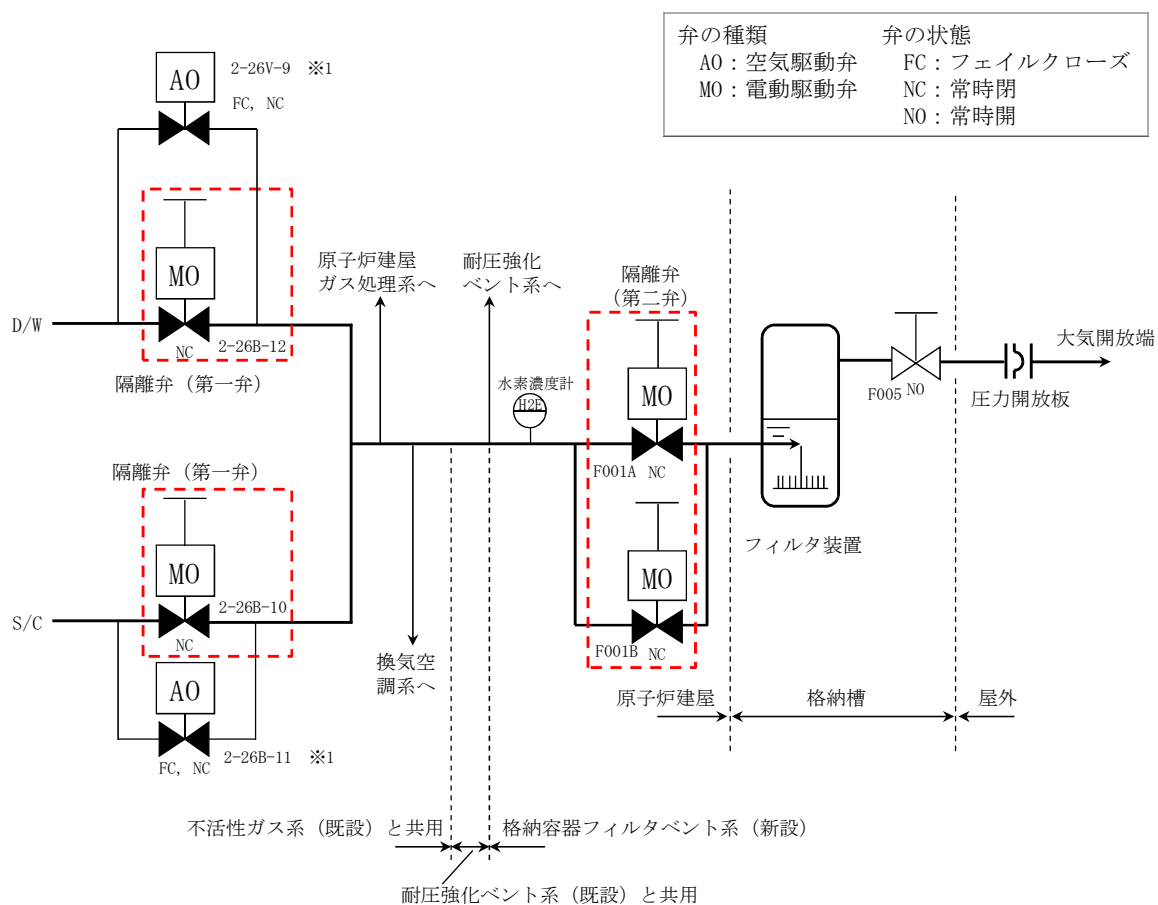 弁の種類
AO：空気駆動弁
MO：電動駆動弁
弁の状態
FC：フェイルクローズ
NC：常時閉
NO：常時開
AO
2-26V-9 ※1
FC, NC
MO
D/W
NC
2-26B-12
隔離弁（第一弁）
原子炉建屋
ガス処理系へ
耐圧強化
ベント系へ
隔離弁
（第二弁）
水素濃度計
H2E
MO
F001A
NC
MO
F001B
NC
フィルタ装置
F005
NO
圧力開放板
大気開放端
隔離弁（第一弁）
MO
2-26B-10
S/C
NC
AO
2-26B-11 ※1
FC, NC
換気空
調系へ
原子炉建屋
格納槽
屋外
不活性ガス系（既設）と共用
格納容器フィルタベント系（新設）
耐圧強化ベント系（既設）と共用